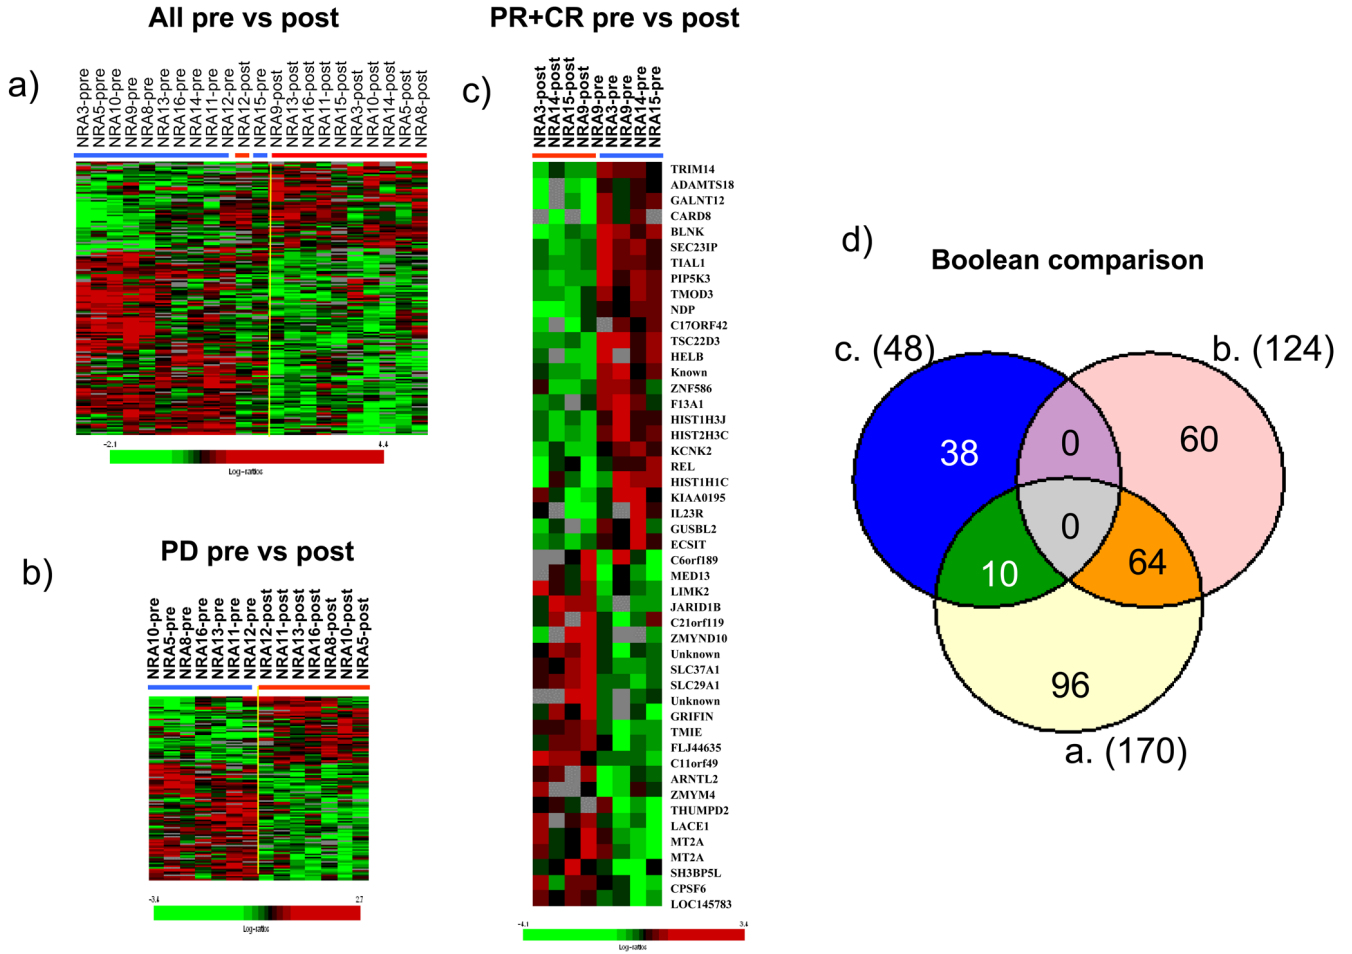 All pre vs post
a)
NRA3-ppre
NRA5-ppre
NRA10-pre
NRA9-pre
NRA8-pre
NRA13-pre
NRA16-pre
NRA14-pre
NRA11-pre
NRA12-pre
NRA12-post
NRA15-pre
NRA9-post
NRA13-post
NRA16-post
NRA11-post
NRA15-post
NRA3-post
NRA10-post
NRA14-post
NRA5-post
NRA8-post
-2.1
4.4
Log-ratios
PD pre vs post
b)
NRA10-pre
NRA5-pre
NRA8-pre
NRA16-pre
NRA13-pre
NRA11-pre
NRA12-pre
NRA12-post
NRA11-post
NRA13-post
NRA16-post
NRA8-post
NRA10-post
NRA5-post
2.7
Log-ratios
PR+CR pre vs post
c)
NRA3-post
NRA14-post
NRA15-post
NRA9-post
NRA9-pre
NRA3-pre
NRA9-pre
NRA14-pre
NRA15-pre
TRIM14
ADAMTS18
GALNT12
CARD8
BLNK
SEC23IP
TIAL1
PIP5K3
TMOD3
NDP
C17ORF42
TSC22D3
HELB
Known
ZNF586
F13A1
HIST1H3J
HIST2H3C
KCNK2
REL
HIST1H1C
KIAA0195
IL23R
GUSBL2
ECSIT
C6orf189
MED13
LIMK2
JARID1B
C21orf119
ZMYND10
Unknown
SLC37A1
SLC29A1
Unknown
GRIFIN
TMIE
FLJ44635
C11orf49
ARNTL2
ZMYM4
THUMPD2
LACE1
MT2A
MT2A
SH3BP5L
CPSF6
LOC145783
-4.1
3.4
Log-ratios
d)
Boolean comparison
c. (48)
b. (124)
38
0
60
0
10
64
96
a. (170)